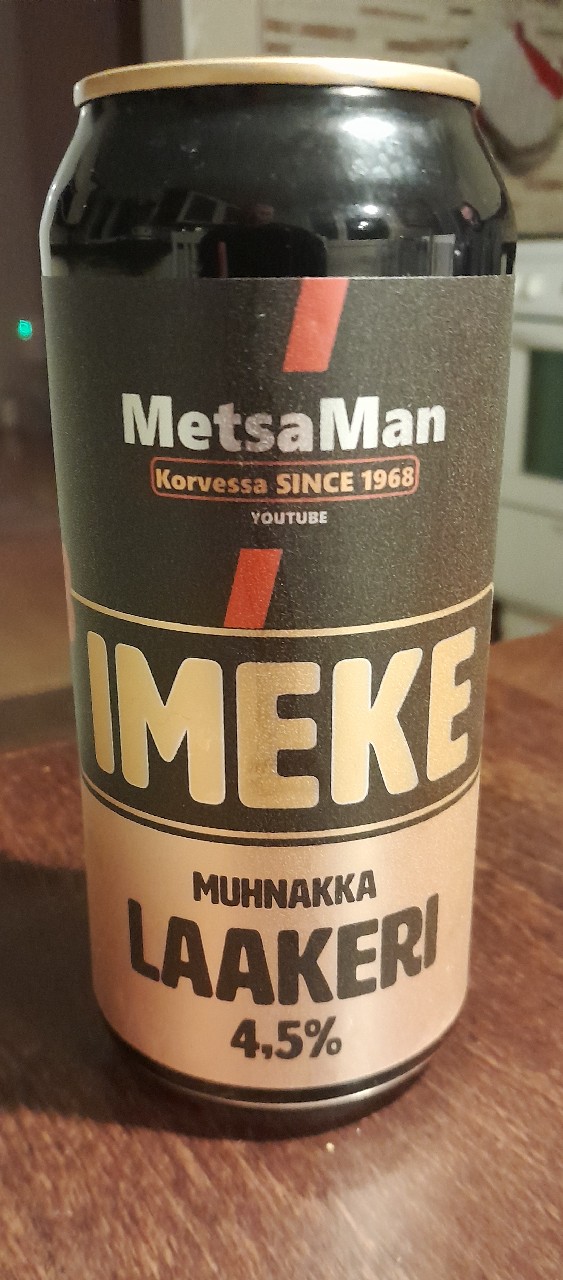 MetsaMan
Korvessa SINCE 1968
YOUTUBE
IMEKE
MUHNAKKA
LAAKERI
4,5%